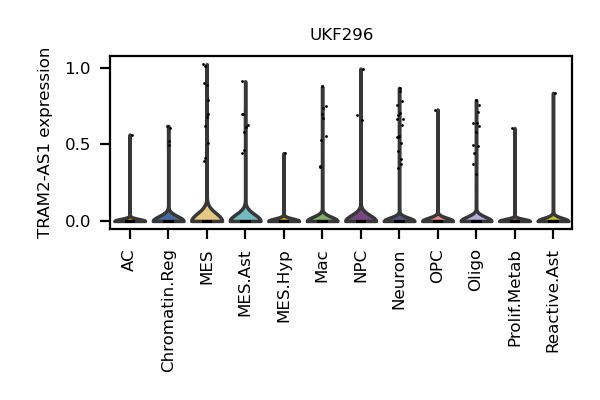 UKF296
TRAM2-AS1 expression
1.0
0.5
0.0
AC
Chromatin.Reg
MES
MES.Ast
MES.Hyp
Mac
NPC
Neuron
OPC
Oligo
Prolif.Metab
Reactive.Ast